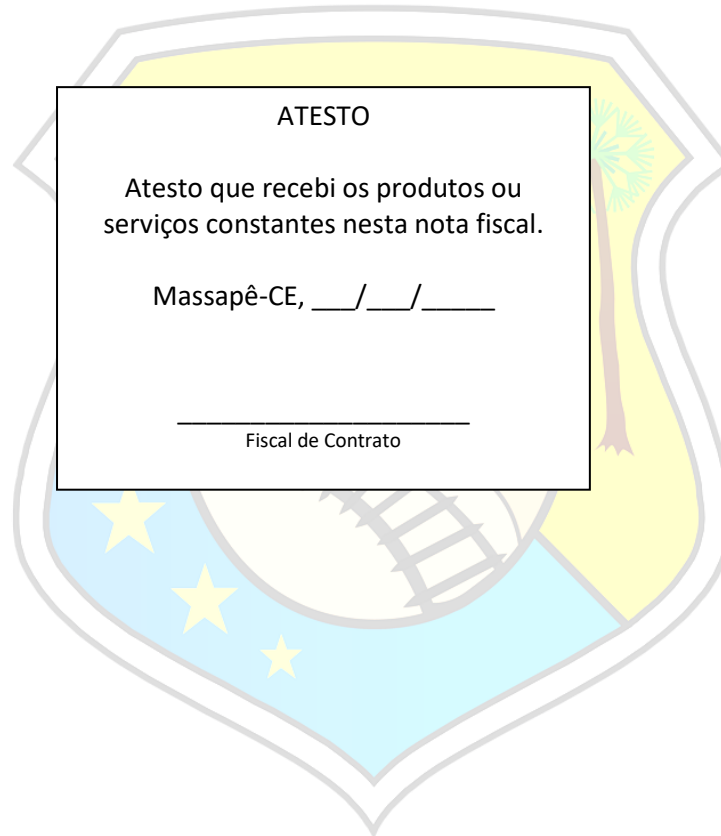 ATESTO
Atesto que recebi os produtos ou
serviços constantes nesta nota fiscal.
Massapê-CE, ___/___/_____
____________________
Fiscal de Contrato